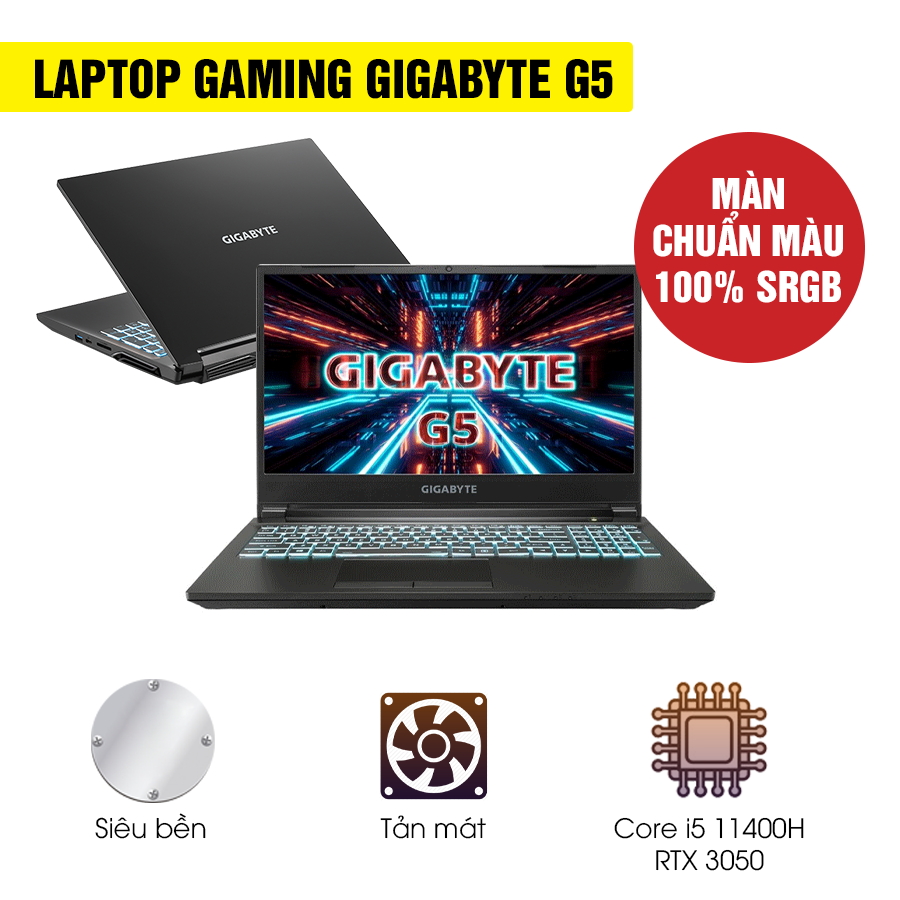 LAPTOP GAMING GIGABYTE G5
MÀN
CHUẨN MÀU
100% SRGB
GIGABYTE
GIGABYTE
G5
GIGABYTE
Siêu bền
Tản mát
Core i5 11400H
RTX 3050